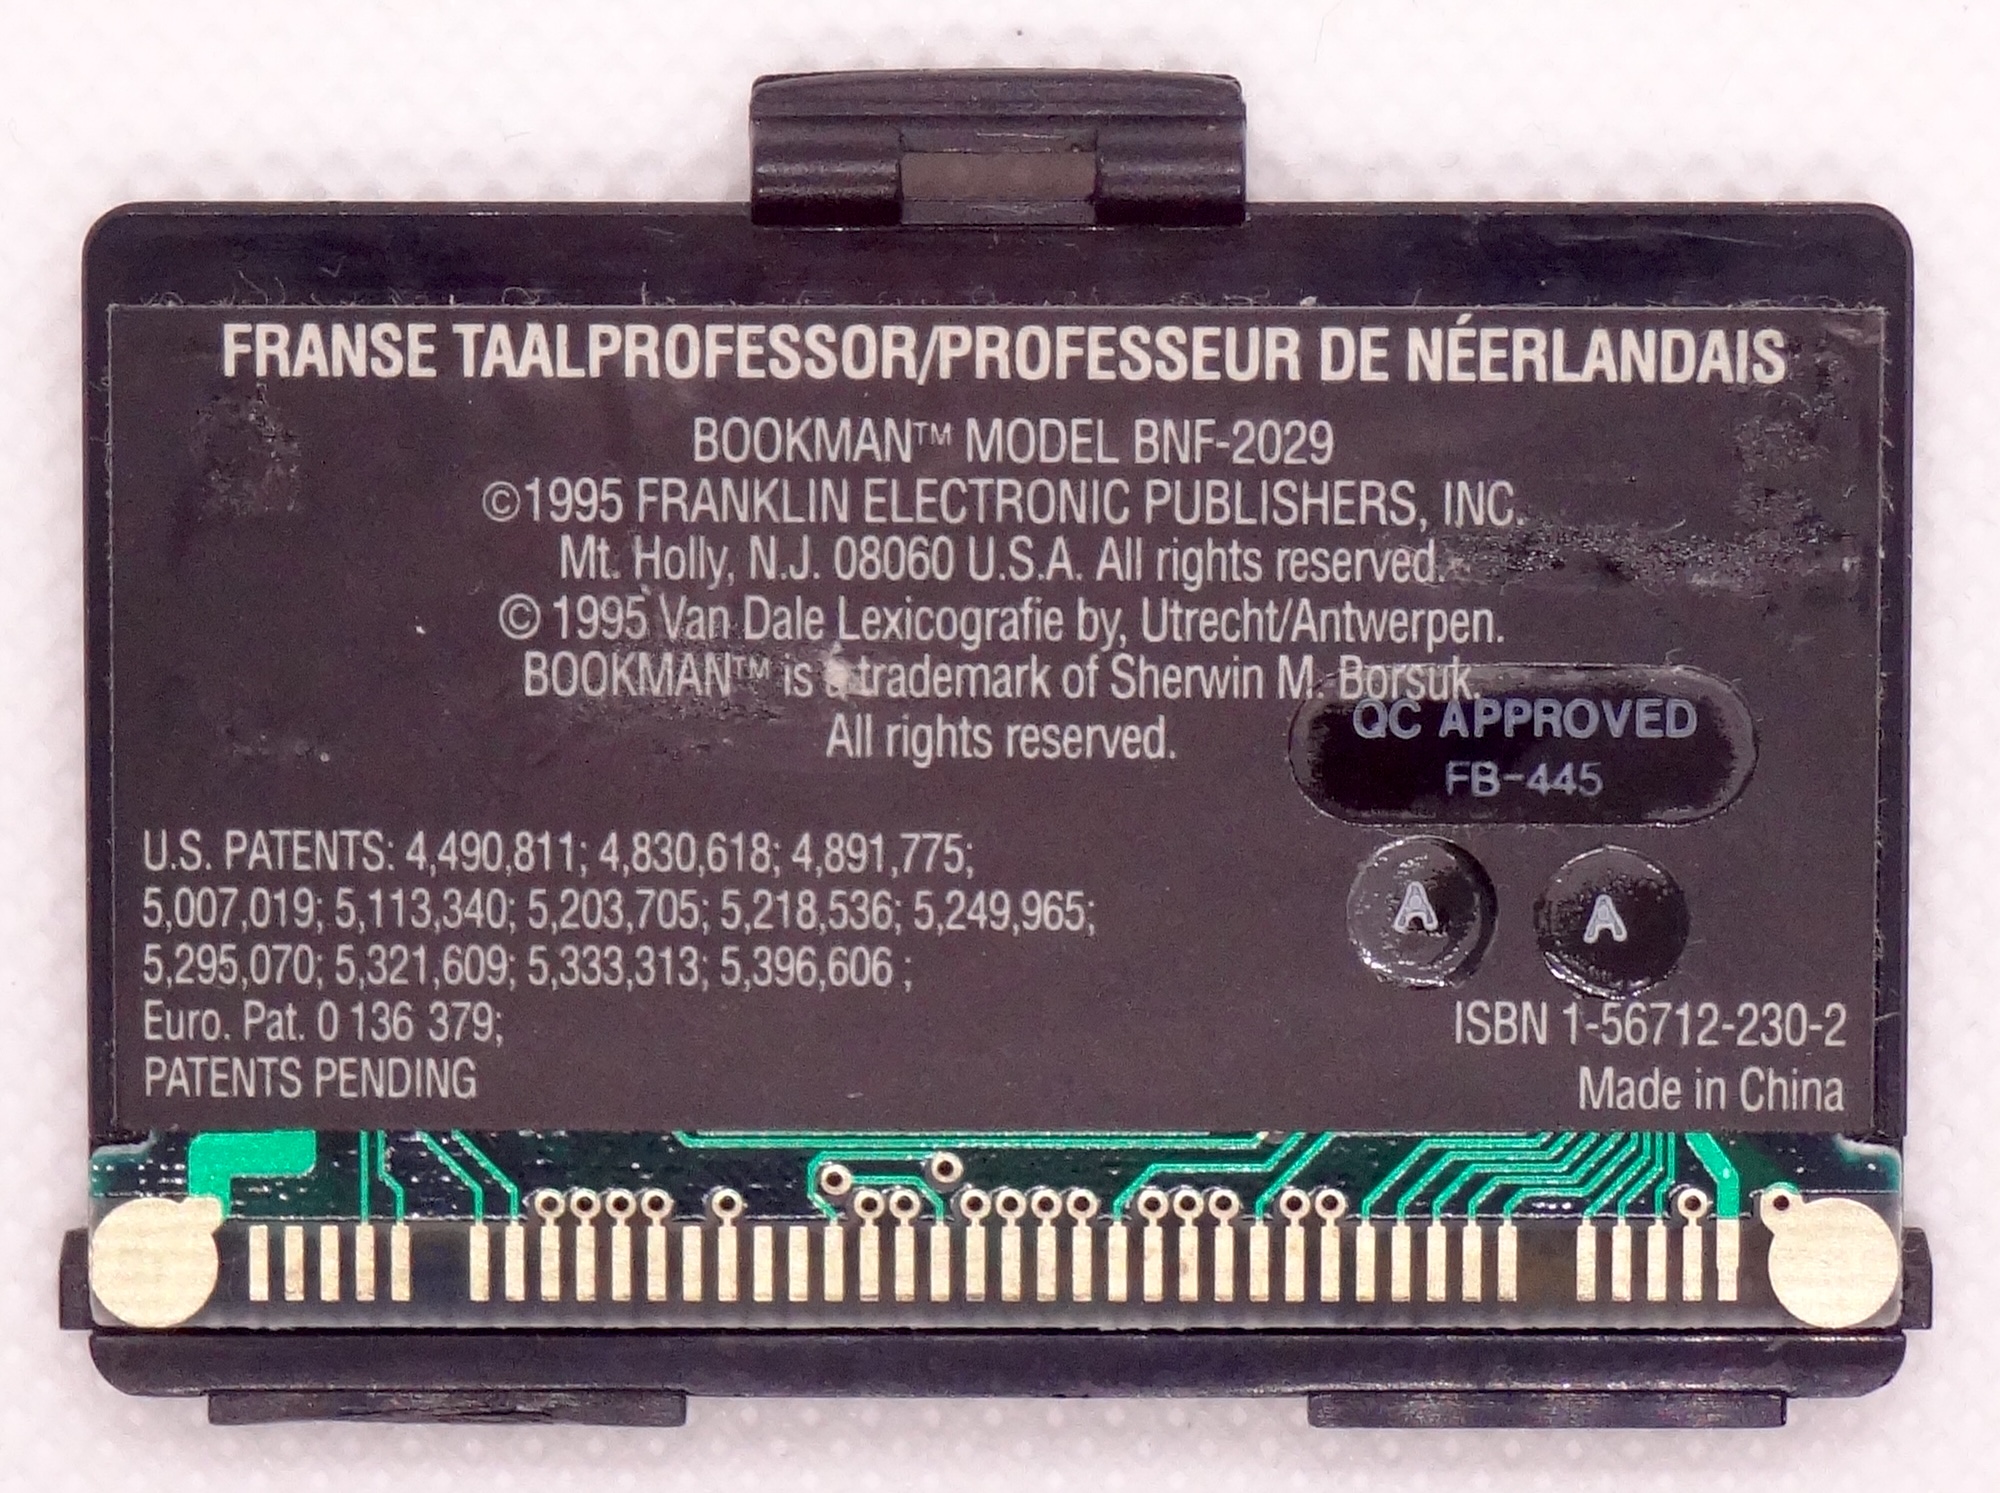 FRANSE TAALPROFESSOR/PROFESSEUR DE NÉERLANDAIS
BOOKMAN™ MODEL BNF-2029
©1995 FRANKLIN ELECTRONIC PUBLISHERS, INC.
Mt. Holly, N.J. 08060 U.S.A. All rights reserved.
© 1995 Van Dale Lexicografie bv, Utrecht/Antwerpen.
BOOKMAN™ is a trademark of Sherwin M. Borsuk.
All rights reserved.
QC APPROVED
FB-445
A A
U.S. PATENTS: 4,490,811; 4,830,618; 4,891,775;
5,007,019; 5,113,340; 5,203,705; 5,218,536; 5,249,965;
5,295,070; 5,321,609; 5,333,313; 5,396,606 ;
Euro. Pat. 0 136 379;
PATENTS PENDING
ISBN 1-56712-230-2
Made in China